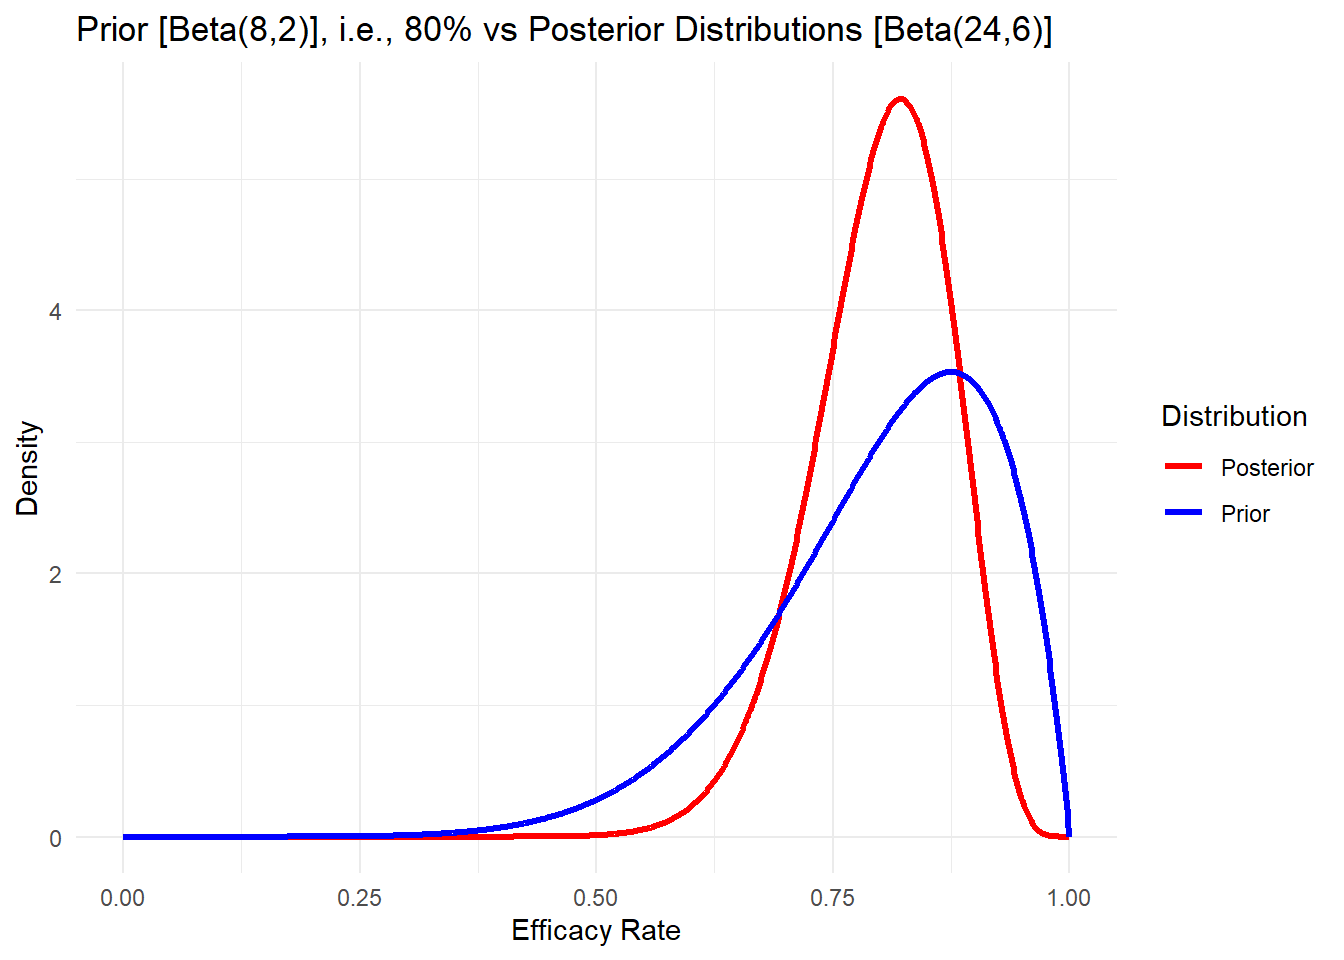 Prior [Beta(8,2)], i.e., 80% vs Posterior Distributions [Beta(24,6)]
Density
4
2
0
0.00 0.25 0.50 0.75 1.00
Efficacy Rate
Distribution
Posterior
Prior